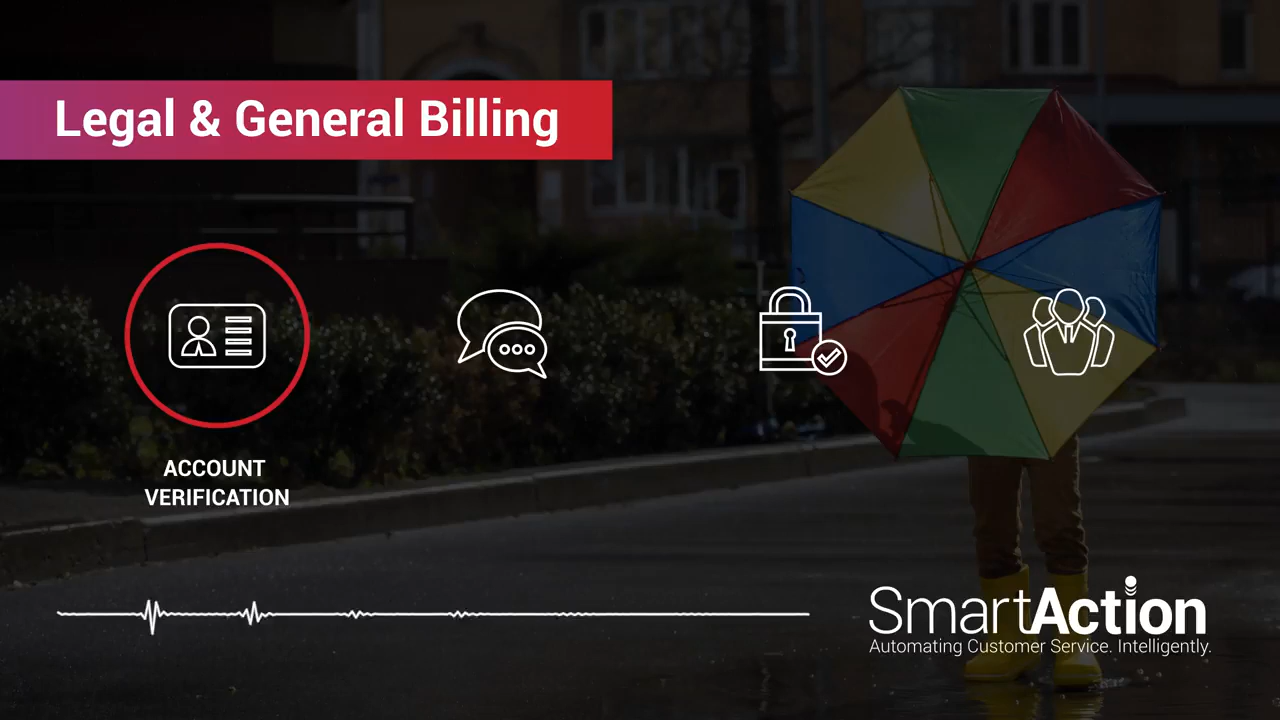 Legal & General Billing
ACCOUNT
VERIFICATION
SmartAction
Automating Customer Service. Intelligently.